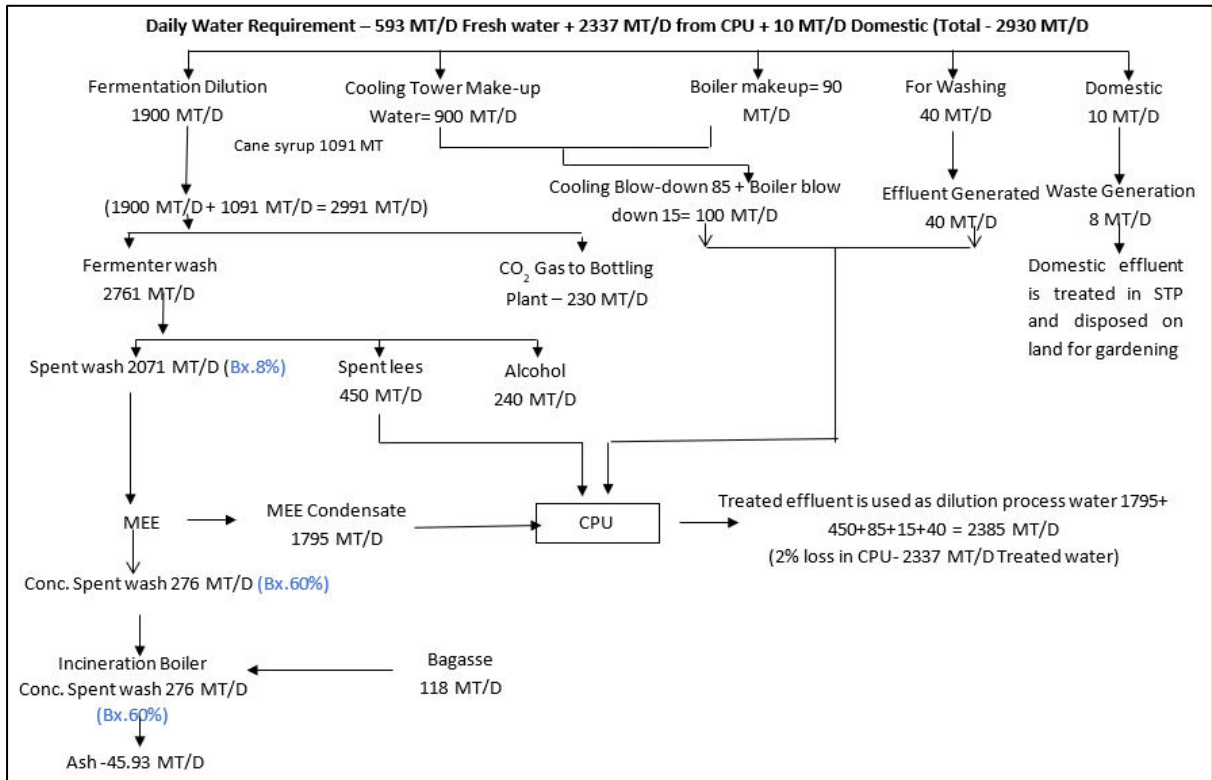 Daily Water Requirement – 593 MT/D Fresh water + 2337 MT/D from CPU + 10 MT/D Domestic (Total - 2930 MT/D
Fermentation Dilution
1900 MT/D
Cooling Tower Make-up
Water= 900 MT/D
Boiler makeup= 90
MT/D
For Washing
40 MT/D
Domestic
10 MT/D
Cane syrup 1091 MT
(1900 MT/D + 1091 MT/D = 2991 MT/D)
Cooling Blow-down 85 + Boiler blow
down 15= 100 MT/D
Effluent Generated
40 MT/D
Waste Generation
8 MT/D
Fermenter wash
2761 MT/D
CO2 Gas to Bottling
Plant – 230 MT/D
Domestic effluent
is treated in STP
and disposed on
land for gardening
Spent wash 2071 MT/D (Bx.8%)
Spent lees
450 MT/D
Alcohol
240 MT/D
MEE
MEE Condensate
1795 MT/D
CPU
Treated effluent is used as dilution process water 1795+
450+85+15+40 = 2385 MT/D
(2% loss in CPU- 2337 MT/D Treated water)
Conc. Spent wash 276 MT/D (Bx.60%)
Incineration Boiler
Conc. Spent wash 276 MT/D
(Bx.60%)
Bagasse
118 MT/D
Ash -45.93 MT/D